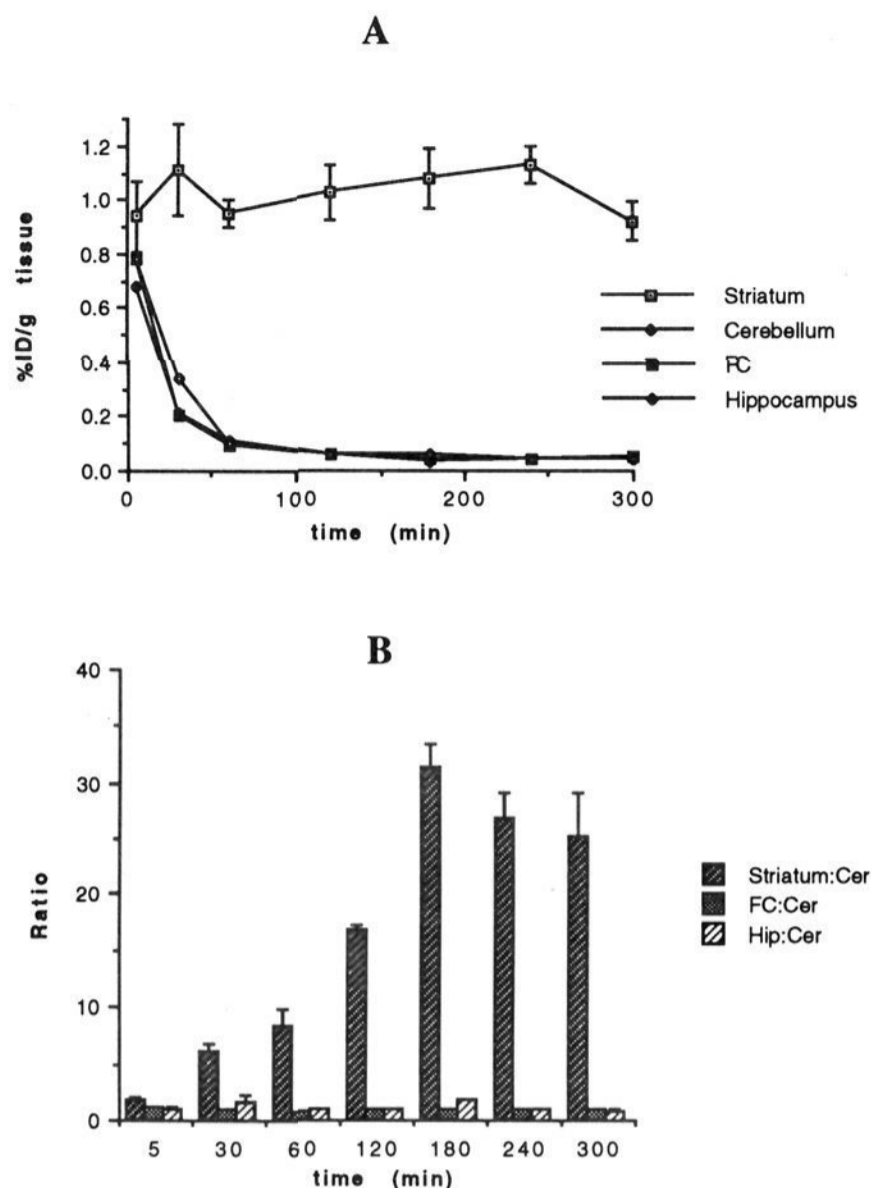 A
1.2
1.0
0.8
0.6
0.4
0.2
0.0
%ID/g tissue
0 100 200 300
time (min)
Striatum
Cerebellum
FC
Hippocampus
B
40
30
20
10
0
Ratio
5 30 60 120 180 240 300
time (min)
Striatum:Cer
FC:Cer
Hip:Cer